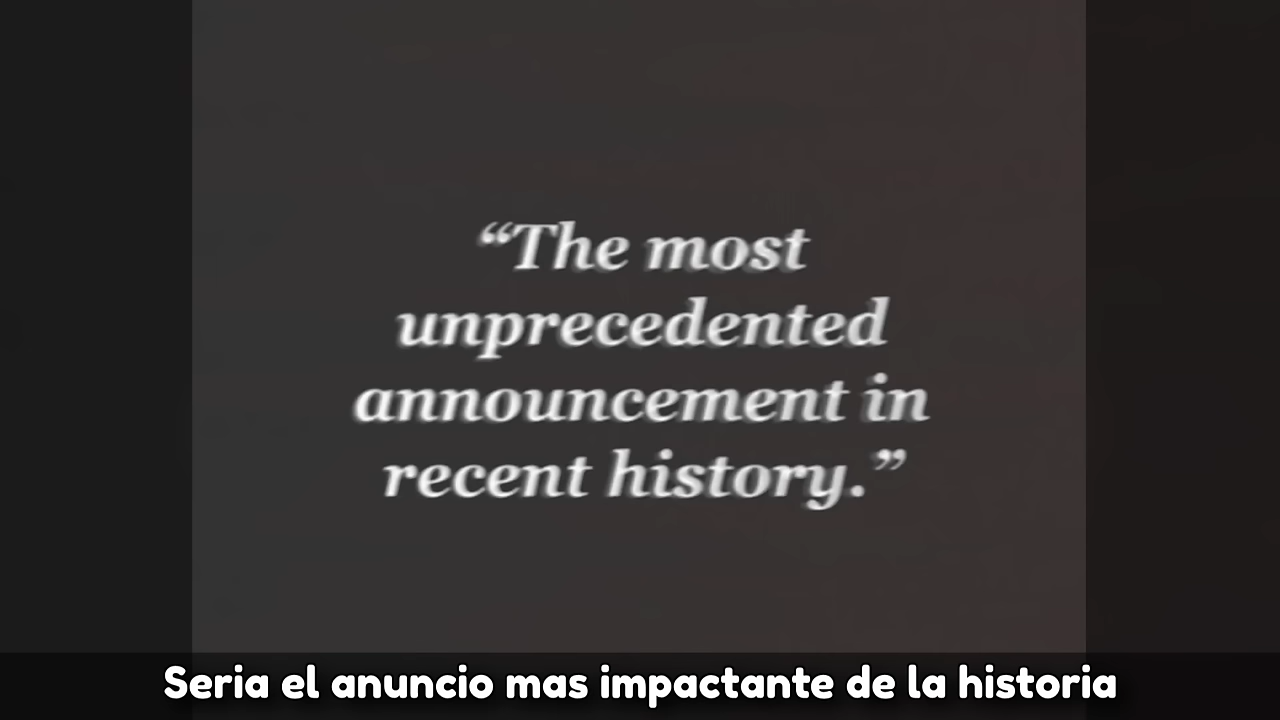 “The most
unprecedented
announcement in
recent history.”
Seria el anuncio mas impactante de la historia